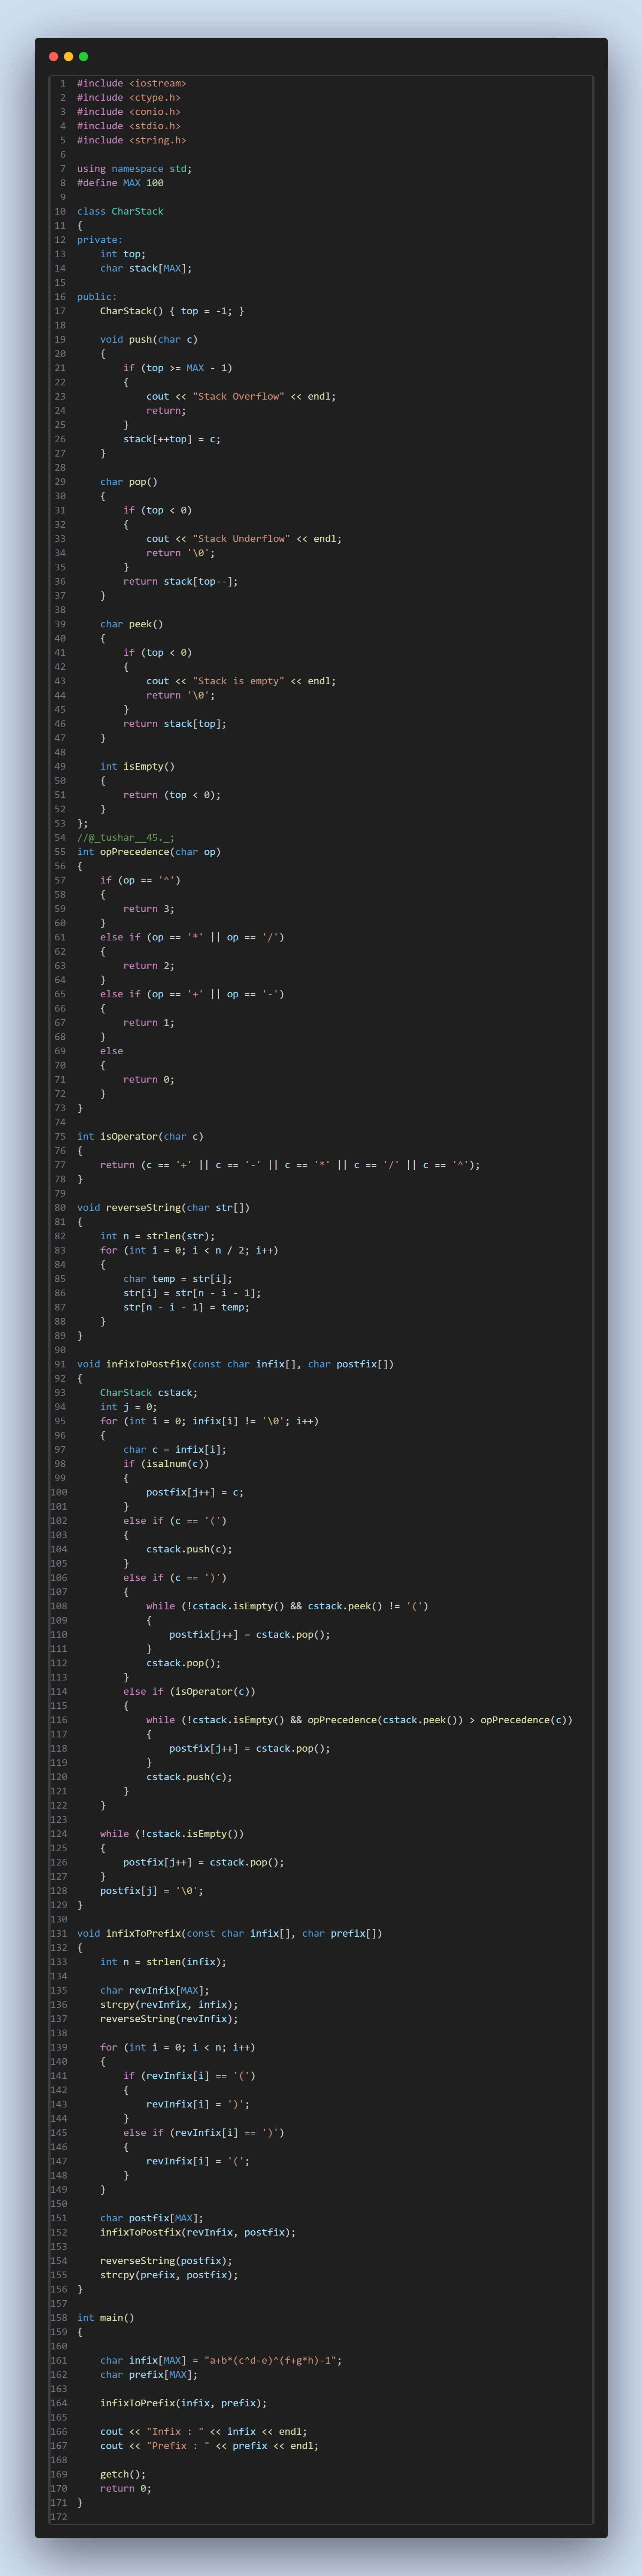 1 #include <iostream>
2 #include <ctype.h>
3 #include <conio.h>
4 #include <stdio.h>
5 #include <string.h>
6
7 using namespace std;
8 #define MAX 100
9
10 class CharStack
11 {
12 private:
13     int top;
14     char stack[MAX];
15
16 public:
17     CharStack() { top = -1; }
18
19     void push(char c)
20     {
21         if (top >= MAX - 1)
22         {
23             cout << "Stack Overflow" << endl;
24             return;
25         }
26         stack[++top] = c;
27     }
28
29     char pop()
30     {
31         if (top < 0)
32         {
33             cout << "Stack Underflow" << endl;
34             return '\0';
35         }
36         return stack[top--];
37     }
38
39     char peek()
40     {
41         if (top < 0)
42         {
43             cout << "Stack is empty" << endl;
44             return '\0';
45         }
46         return stack[top];
47     }
48
49     int isEmpty()
50     {
51         return (top < 0);
52     }
53 };
54 //@_tushar__45._;
55 int opPrecedence(char op)
56 {
57     if (op == '^')
58     {
59         return 3;
60     }
61     else if (op == '*' || op == '/')
62     {
63         return 2;
64     }
65     else if (op == '+' || op == '-')
66     {
67         return 1;
68     }
69     else
70     {
71         return 0;
72     }
73 }
74
75 int isOperator(char c)
76 {
77     return (c == '+' || c == '-' || c == '*' || c == '/' || c == '^');
78 }
79
80 void reverseString(char str[])
81 {
82     int n = strlen(str);
83     for (int i = 0; i < n / 2; i++)
84     {
85         char temp = str[i];
86         str[i] = str[n - i - 1];
87         str[n - i - 1] = temp;
88     }
89 }
90
91 void infixToPostfix(const char infix[], char postfix[])
92 {
93     CharStack cstack;
94     int j = 0;
95     for (int i = 0; infix[i] != '\0'; i++)
96     {
97         char c = infix[i];
98         if (isalnum(c))
99         {
100             postfix[j++] = c;
101         }
102         else if (c == '(')
103         {
104             cstack.push(c);
105         }
106         else if (c == ')')
107         {
108             while (!cstack.isEmpty() && cstack.peek() != '(')
109             {
110                 postfix[j++] = cstack.pop();
111             }
112             cstack.pop();
113         }
114         else if (isOperator(c))
115         {
116             while (!cstack.isEmpty() && opPrecedence(cstack.peek()) > opPrecedence(c))
117             {
118                 postfix[j++] = cstack.pop();
119             }
120             cstack.push(c);
121         }
122     }
123
124     while (!cstack.isEmpty())
125     {
126         postfix[j++] = cstack.pop();
127     }
128     postfix[j] = '\0';
129 }
130
131 void infixToPrefix(const char infix[], char prefix[])
132 {
133     int n = strlen(infix);
134
135     char revInfix[MAX];
136     strcpy(revInfix, infix);
137     reverseString(revInfix);
138
139     for (int i = 0; i < n; i++)
140     {
141         if (revInfix[i] == '(')
142         {
143             revInfix[i] = ')';
144         }
145         else if (revInfix[i] == ')')
146         {
147             revInfix[i] = '(';
148         }
149     }
150
151     char postfix[MAX];
152     infixToPostfix(revInfix, postfix);
153
154     reverseString(postfix);
155     strcpy(prefix, postfix);
156 }
157
158 int main()
159 {
160
161     char infix[MAX] = "a+b*(c^d-e)^(f+g*h)-1";
162     char prefix[MAX];
163
164     infixToPrefix(infix, prefix);
165
166     cout << "Infix : " << infix << endl;
167     cout << "Prefix : " << prefix << endl;
168
169     getch();
170     return 0;
171 }
172